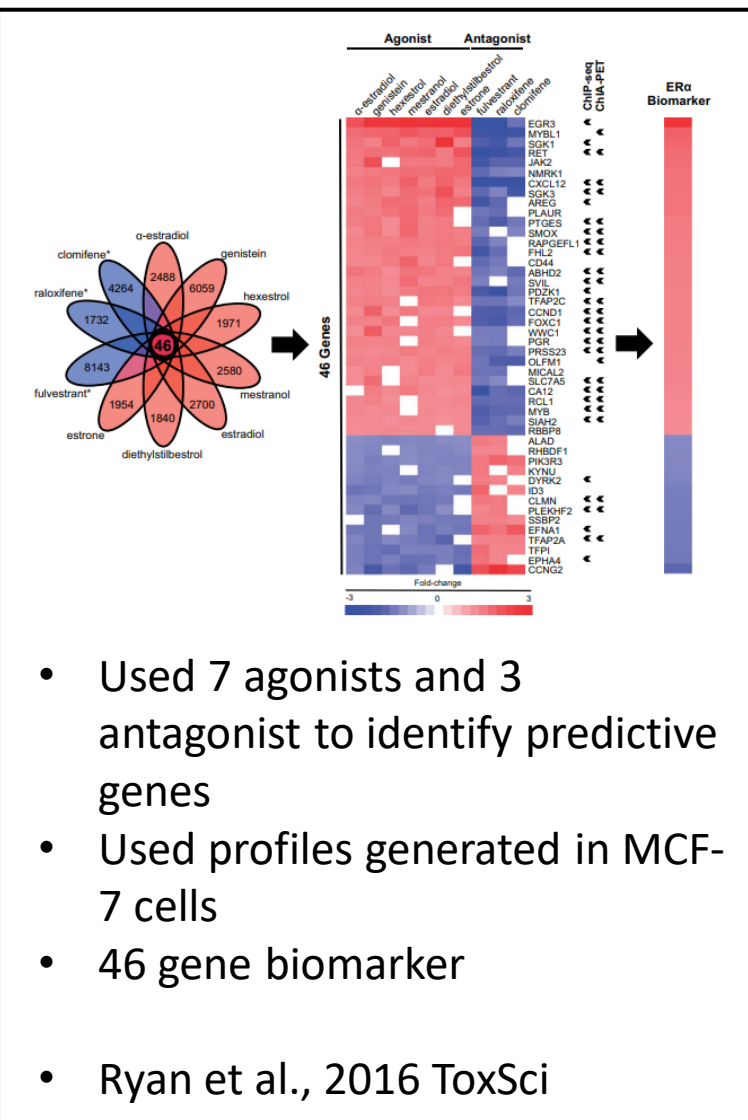 Agonist Antagonist
α-estradiol
genistein
hexestrol
mestranol
estradiol
diethylstilbestrol
estrone
fulvestrant
raloxifene
clomifene
ChIP-seq
ChIA-PET
ERα
Biomarker
α-estradiol
clomifene*
genistein
raloxifene*
hexestrol
fulvestrant*
mestranol
estrone
estradiol
diethylstilbestrol
2488
4264
6059
1732
1971
46
8143
2580
1954
2700
1840
46 Genes
EGR3
MYBL1
SGK1
RET
JAK2
NMRK1
CXCL12
SGK3
AREG
PLAUR
PTGES
SMOX
RAPGEFL1
FHL2
CD44
ABHD2
SVIL
PDZK1
TFAP2C
CCND1
FOXC1
WWC1
PGR
PRSS23
OLFM1
MICAL2
SLC7A5
CA12
RCL1
MYB
SIAH2
RBBP8
ALAD
RHBDF1
PIK3R3
KYNU
DYRK2
ID3
CLMN
PLEKHF2
SSBP2
EFNA1
TFAP2A
TFPI
EPHA4
CCNG2
Fold-change
-3 0 3
• Used 7 agonists and 3
antagonist to identify predictive
genes
• Used profiles generated in MCF-
7 cells
• 46 gene biomarker
• Ryan et al., 2016 ToxSci